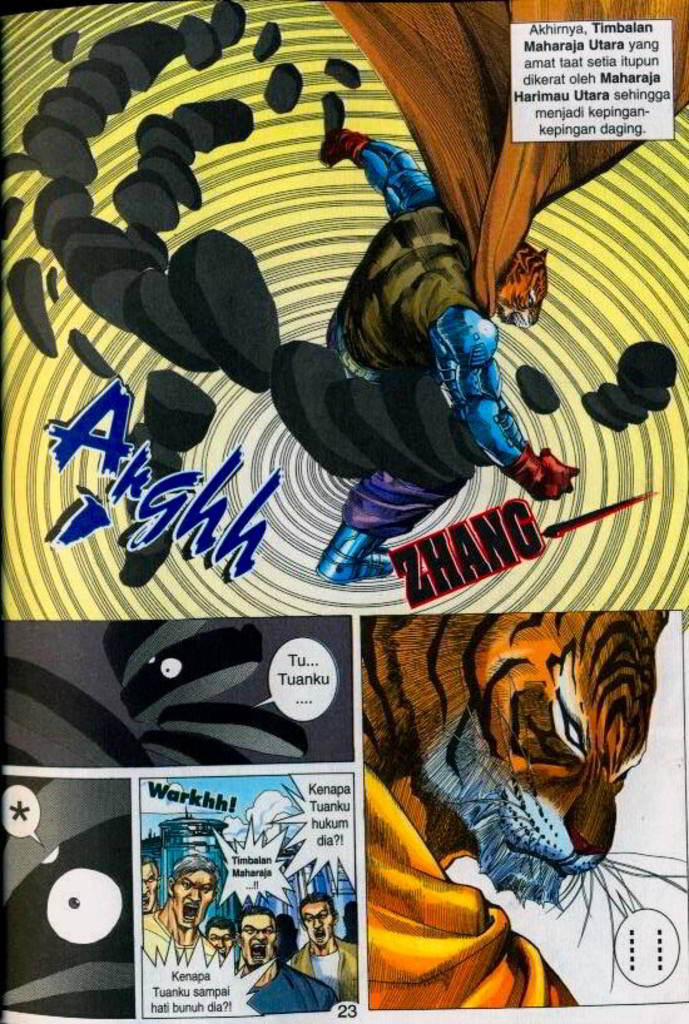 Akhirnya, Timbalan
Maharaja Utara yang
amat taat setia itupun
dikerat oleh Maharaja
Harimau Utara sehingga
menjadi kepingan-
kepingan daging.
Arghh
ZHANG
Tu...
Tuanku
....
*
Warkhh!
Kenapa
Tuanku
hukum
dia?!
Timbalan
Maharaja
...!!
Kenapa
Tuanku sampai
hati bunuh dia?!
23